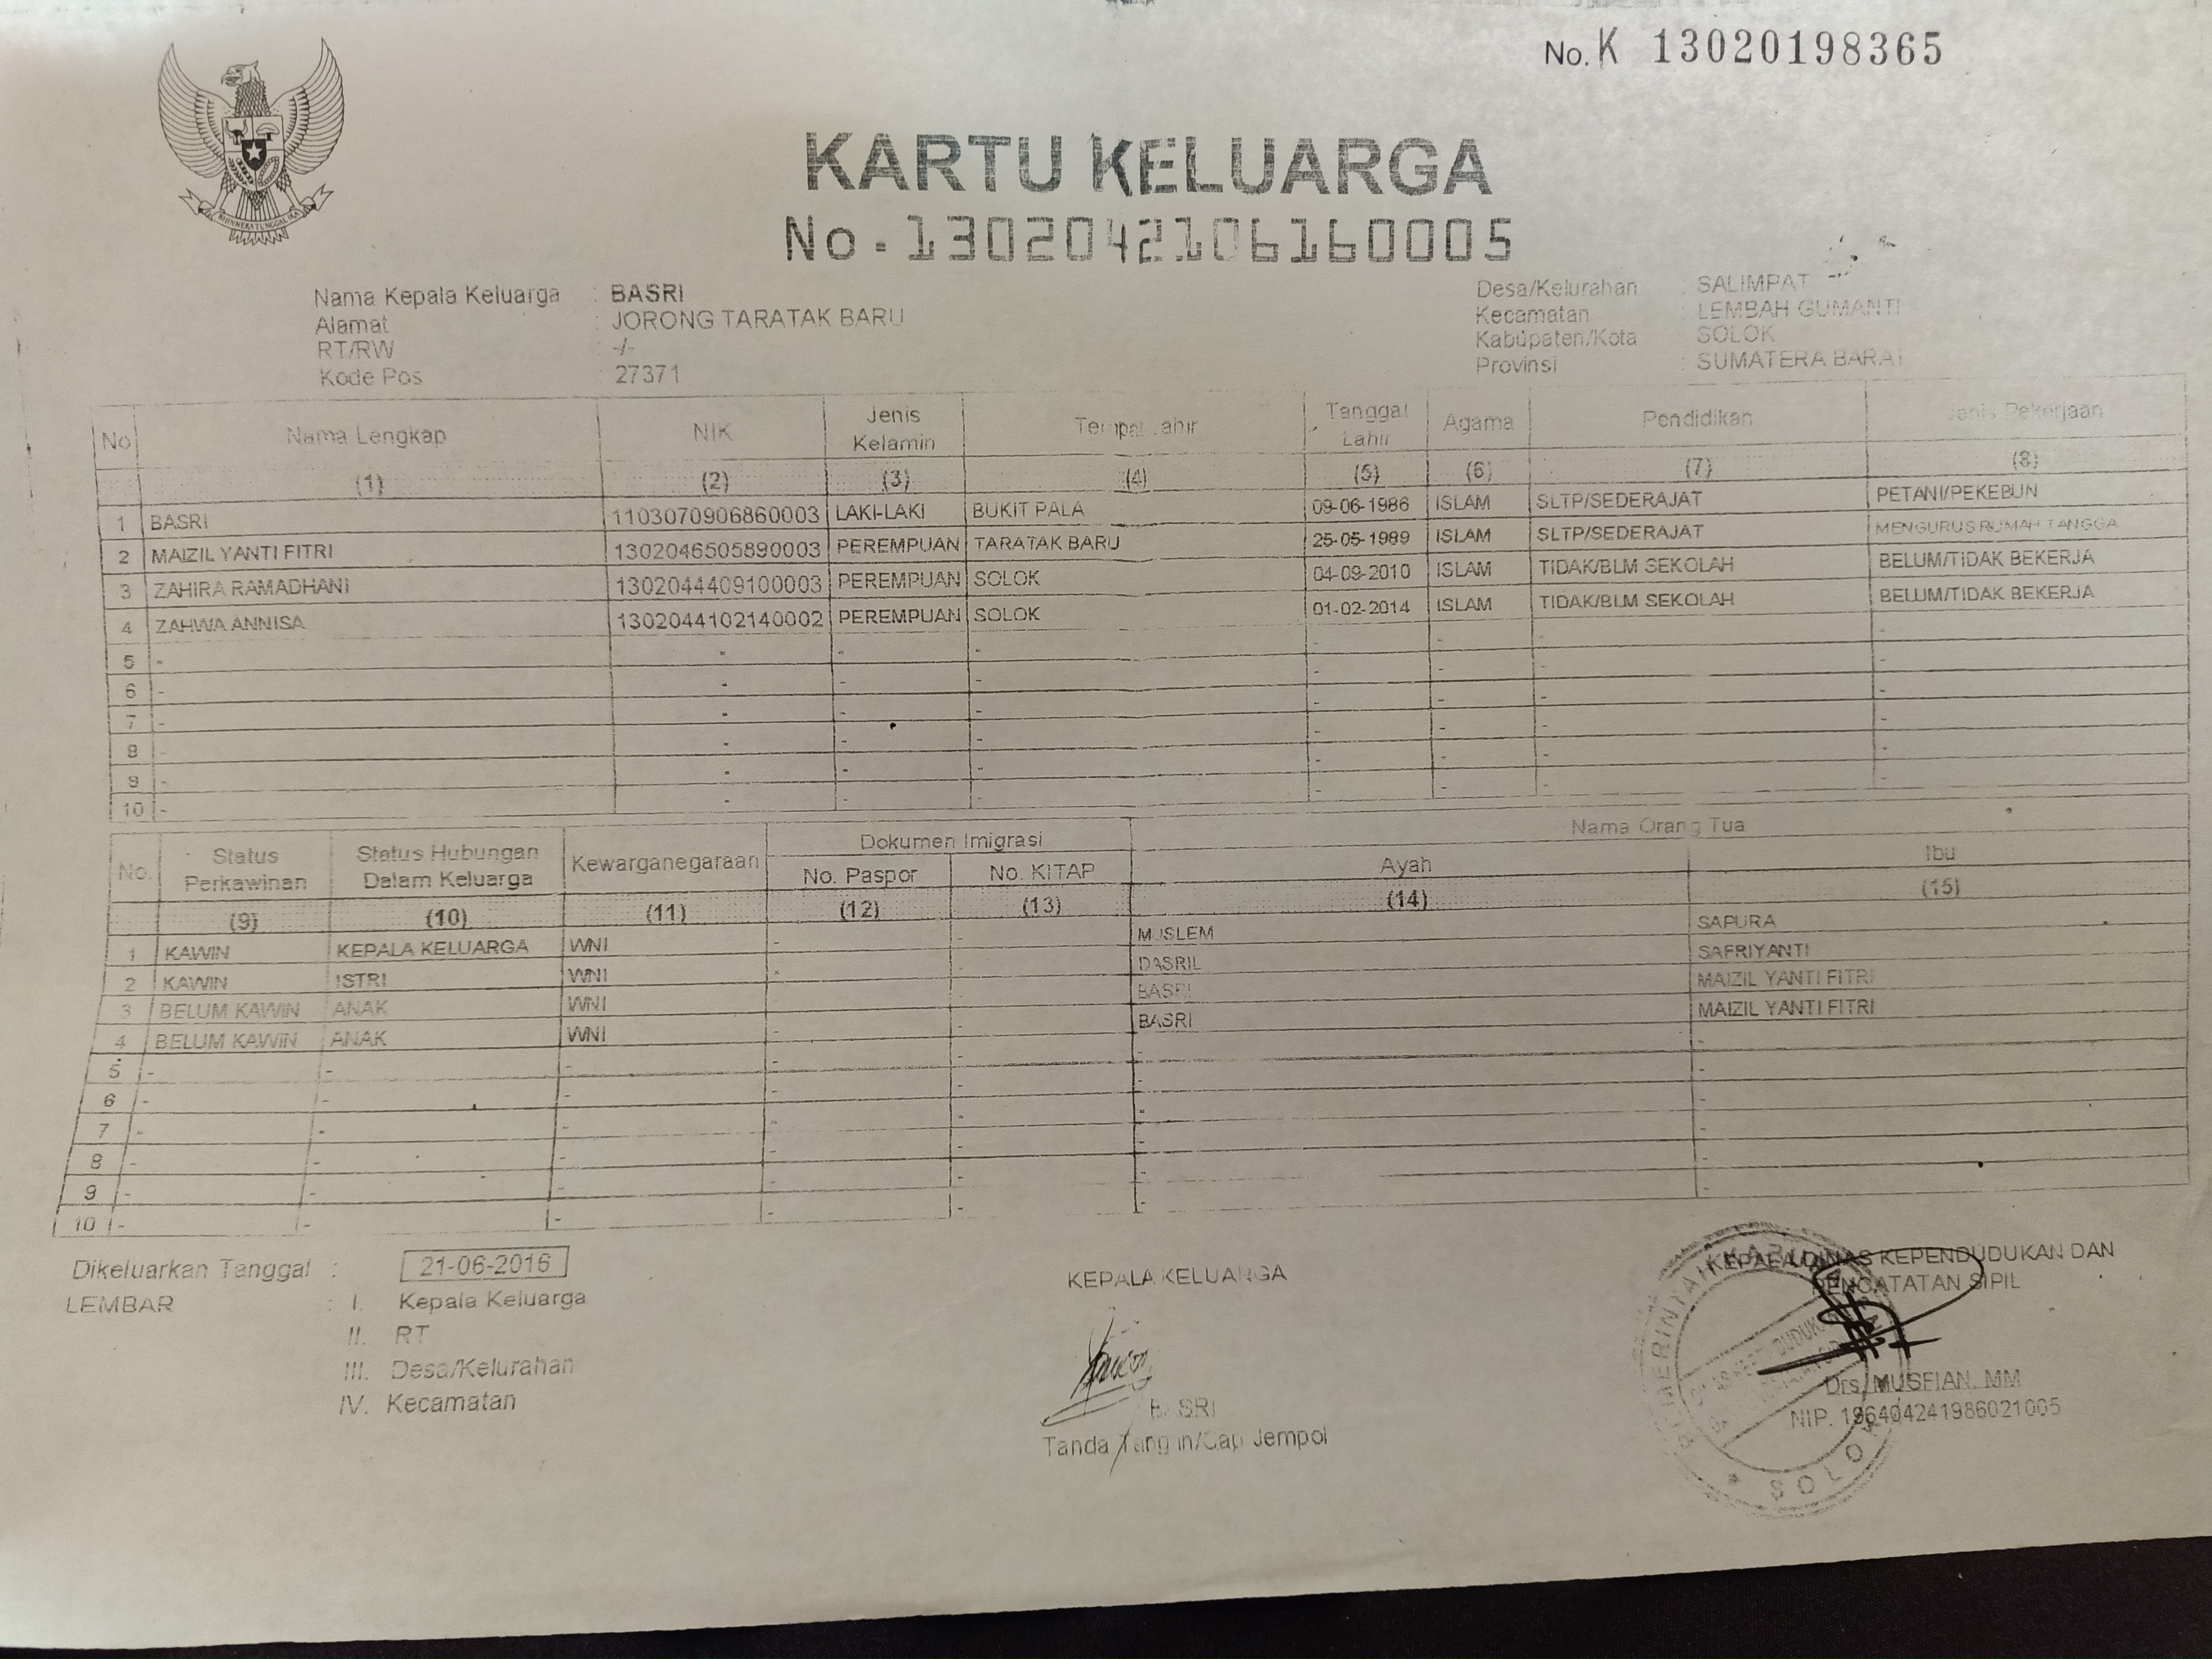 No. K 13020198365
BHINNEKA TUNGGAL IKA
KARTU KELUARGA
No. 1302042106160005
Nama Kepala Keluarga : BASRI
Alamat : JORONG TARATAK BARU
RT/RW : -/-
Kode Pos : 27371
Desa/Kelurahan : SALIMPAT
Kecamatan : LEMBAH GUMANTI
Kabupaten/Kota : SOLOK
Provinsi : SUMATERA BARAT
No Nama Lengkap NIK Jenis Kelamin Tempat Lahir Tanggal Lahir Agama Pendidikan Jenis Pekerjaan
(1) (2) (3) (4) (5) (6) (7) (8)
1 BASRI 1103070906860003 LAKI-LAKI BUKIT PALA 09-06-1986 ISLAM SLTP/SEDERAJAT PETANI/PEKEBUN
2 MAIZIL YANTI FITRI 1302046505890003 PEREMPUAN TARATAK BARU 25-05-1989 ISLAM SLTP/SEDERAJAT MENGURUS RUMAH TANGGA
3 ZAHIRA RAMADHANI 1302044409100003 PEREMPUAN SOLOK 04-09-2010 ISLAM TIDAK/BLM SEKOLAH BELUM/TIDAK BEKERJA
4 ZAHWA ANNISA 1302044102140002 PEREMPUAN SOLOK 01-02-2014 ISLAM TIDAK/BLM SEKOLAH BELUM/TIDAK BEKERJA
5 - - - - - - - -
6 - - - - - - - -
7 - - - - - - - -
8 - - - - - - - -
9 - - - - - - - -
10 - - - - - - - -
No. Status Perkawinan Status Hubungan Dalam Keluarga Kewarganegaraan Dokumen Imigrasi Nama Orang Tua
No. Paspor No. KITAP Ayah Ibu
(9) (10) (11) (12) (13) (14) (15)
1 KAWIN KEPALA KELUARGA WNI - - MUSLEM SAPURA
2 KAWIN ISTRI WNI - - DASRIL SAFRIYANTI
3 BELUM KAWIN ANAK WNI - - BASRI MAIZIL YANTI FITRI
4 BELUM KAWIN ANAK WNI - - BASRI MAIZIL YANTI FITRI
5 - - - - - - -
6 - - - - - - -
7 - - - - - - -
8 - - - - - - -
9 - - - - - - -
10 - - - - - - -
Dikeluarkan Tanggal : 21-06-2016
LEMBAR : I. Kepala Keluarga
II. RT
III. Desa/Kelurahan
IV. Kecamatan
KEPALA KELUARGA
BASRI
Tanda Tangan/Cap Jempol
KEPALA DINAS KEPENDUDUKAN DAN
PENCATATAN SIPIL
Drs. MUSFIAN, MM
NIP. 196404241986021005
SOLOK